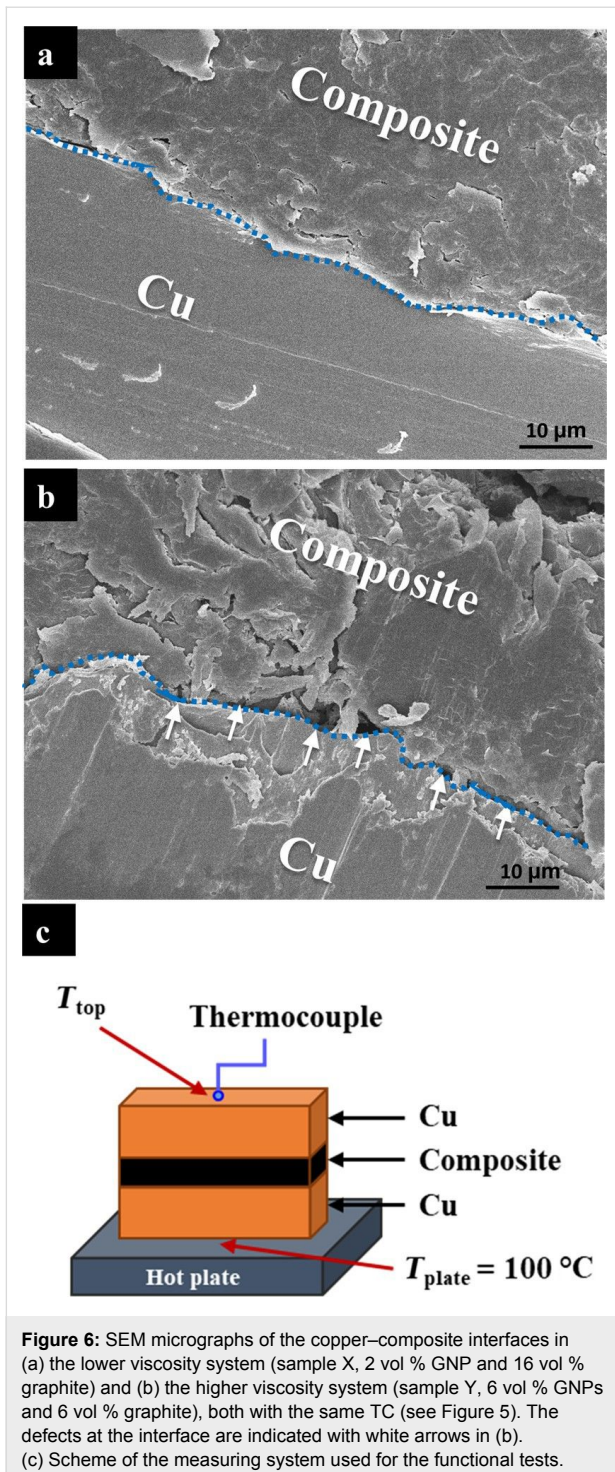 a
Composite
Cu
10 µm
b
Composite
Cu
10 µm
c
T_top
Thermocouple
Cu
Composite
Cu
T_plate = 100 °C
Hot plate
Figure 6: SEM micrographs of the copper–composite interfaces in
(a) the lower viscosity system (sample X, 2 vol % GNP and 16 vol %
graphite) and (b) the higher viscosity system (sample Y, 6 vol % GNPs
and 6 vol % graphite), both with the same TC (see Figure 5). The
defects at the interface are indicated with white arrows in (b).
(c) Scheme of the measuring system used for the functional tests.